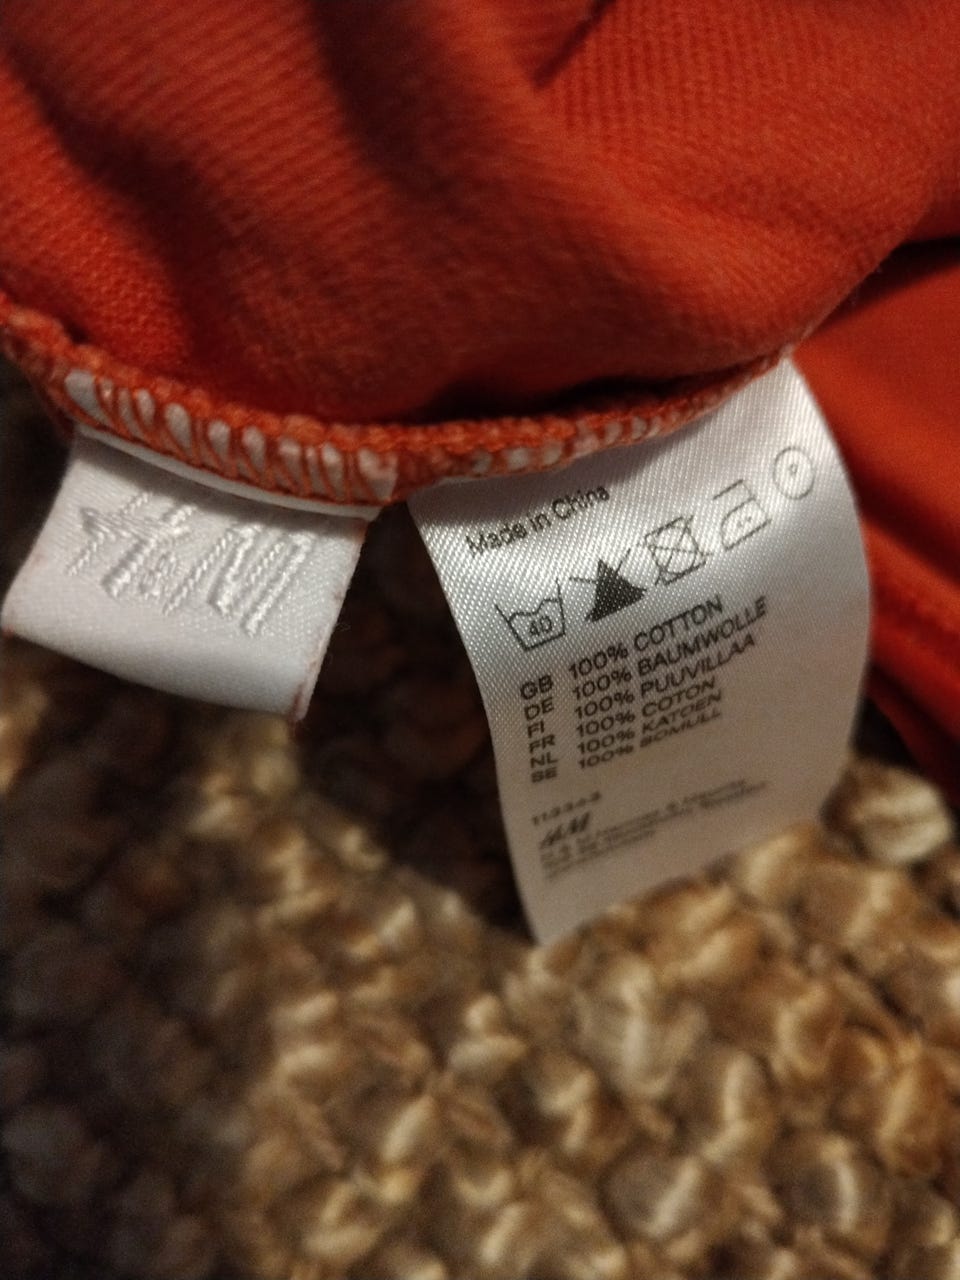 H&M
Made in China
40
P
GB 100% COTTON
DE 100% BAUMWOLLE
FI 100% PUUVILLAA
FR 100% COTON
NL 100% KATOEN
SE 100% BOMULL
H&M